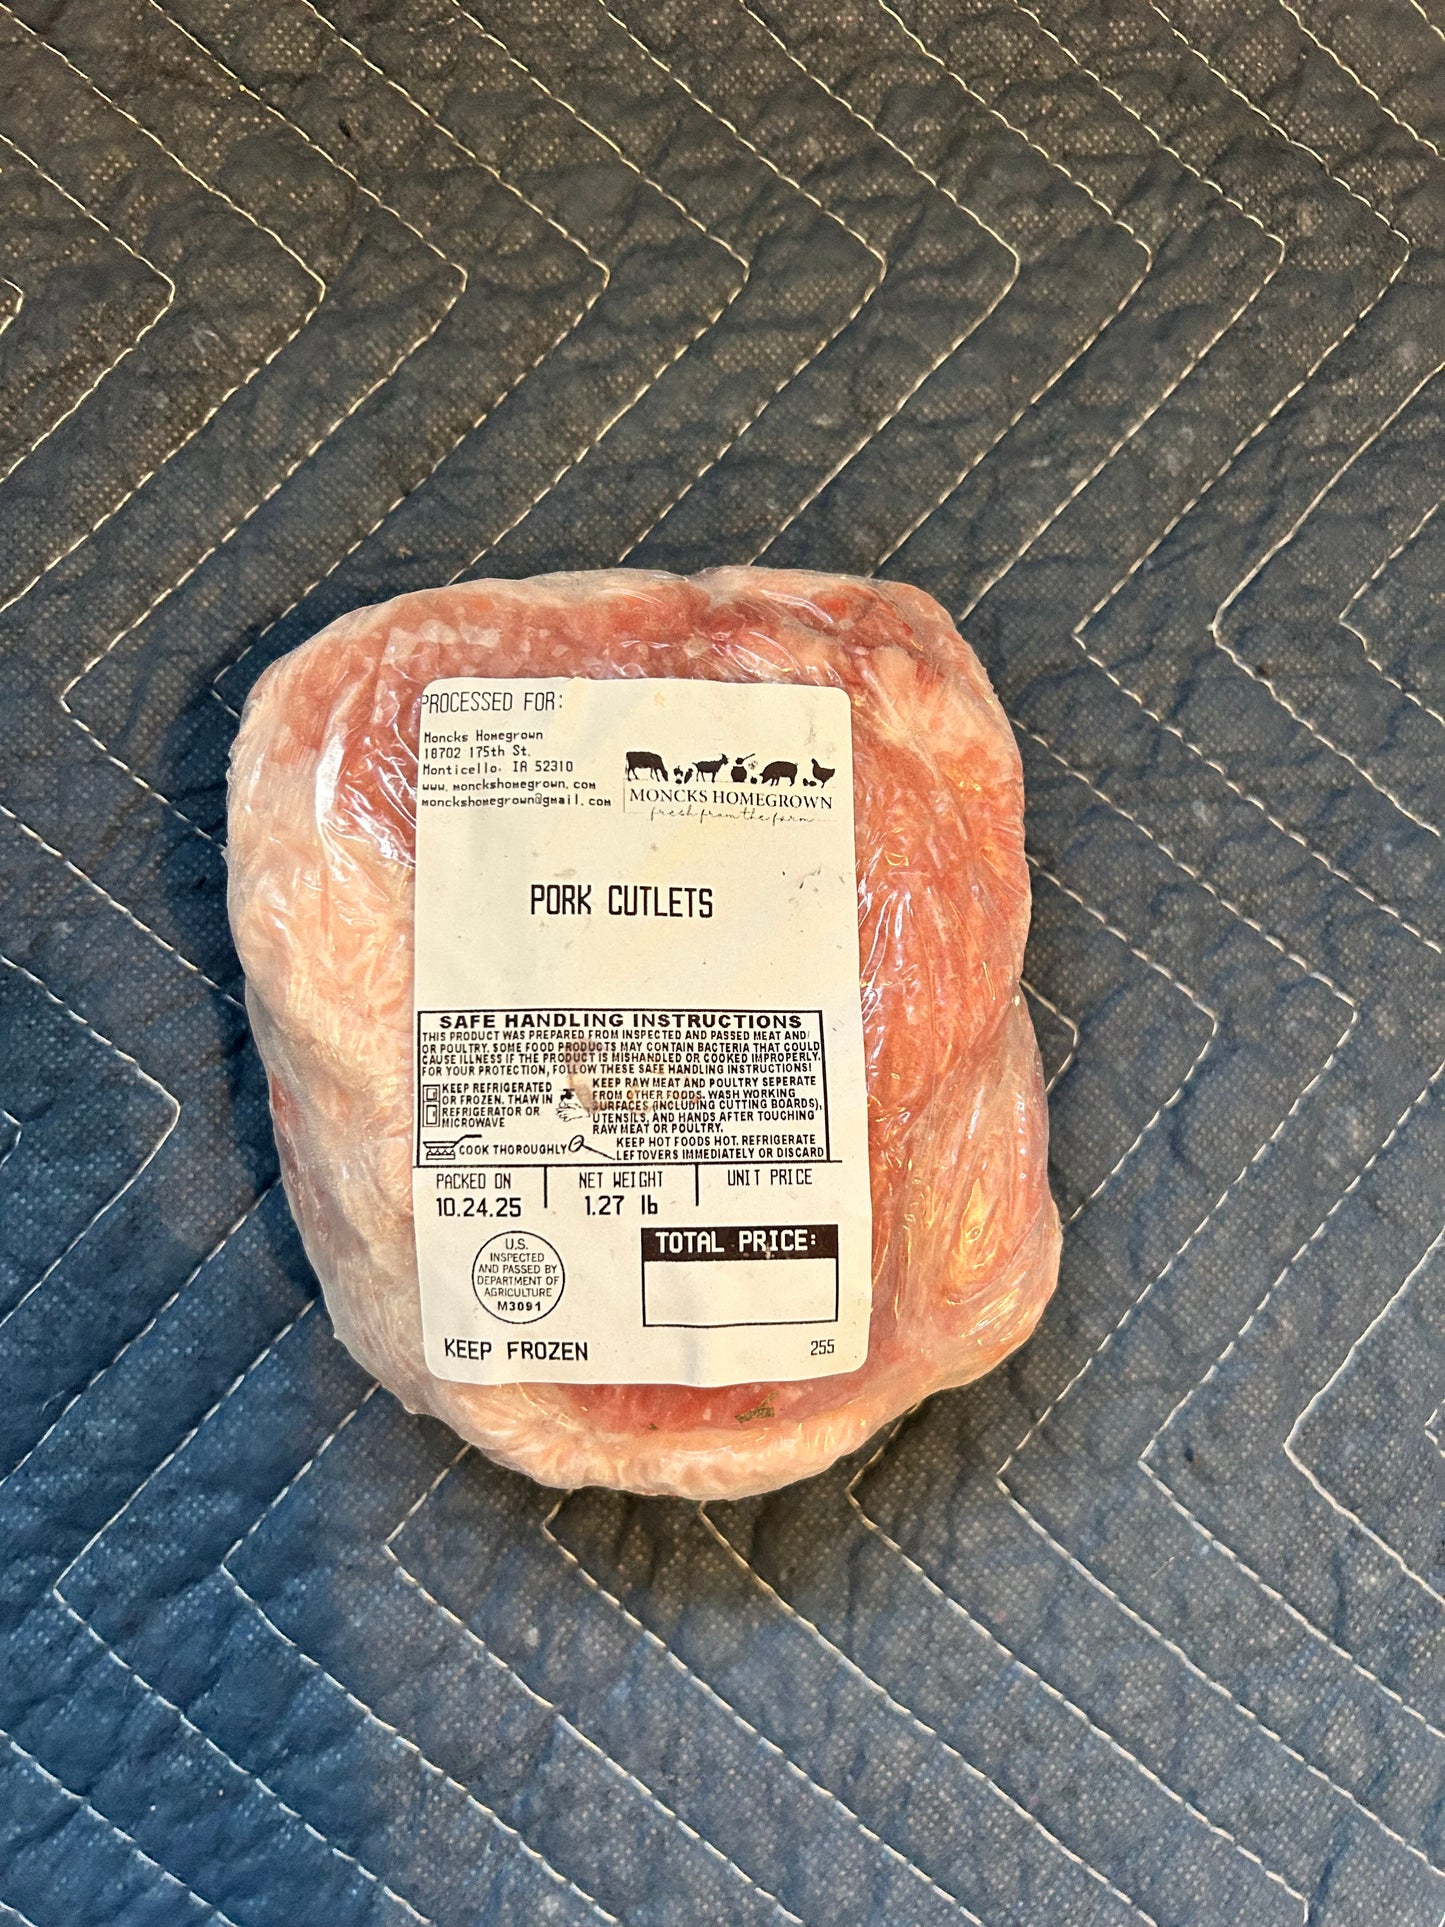 PROCESSED FOR:
Moncks Homegrown
18702 175th St.
Monticello, IA 52310
www.monckshomegrown.com
monckshomegrown@gmail.com
MONCKS HOMEGROWN
fresh from the farm
PORK CUTLETS
SAFE HANDLING INSTRUCTIONS
THIS PRODUCT WAS PREPARED FROM INSPECTED AND PASSED MEAT AND/
OR POULTRY. SOME FOOD PRODUCTS MAY CONTAIN BACTERIA THAT COULD
CAUSE ILLNESS IF THE PRODUCT IS MISHANDLED OR COOKED IMPROPERLY.
FOR YOUR PROTECTION, FOLLOW THESE SAFE HANDLING INSTRUCTIONS!
KEEP REFRIGERATED
OR FROZEN. THAW IN
REFRIGERATOR OR
MICROWAVE
KEEP RAW MEAT AND POULTRY SEPERATE
FROM OTHER FOODS. WASH WORKING
SURFACES (INCLUDING CUTTING BOARDS),
UTENSILS, AND HANDS AFTER TOUCHING
RAW MEAT OR POULTRY.
COOK THOROUGHLY
KEEP HOT FOODS HOT. REFRIGERATE
LEFTOVERS IMMEDIATELY OR DISCARD
PACKED ON
10.24.25
NET WEIGHT
1.27 lb
UNIT PRICE
TOTAL PRICE:
U.S.
INSPECTED
AND PASSED BY
DEPARTMENT OF
AGRICULTURE
M3091
KEEP FROZEN
255